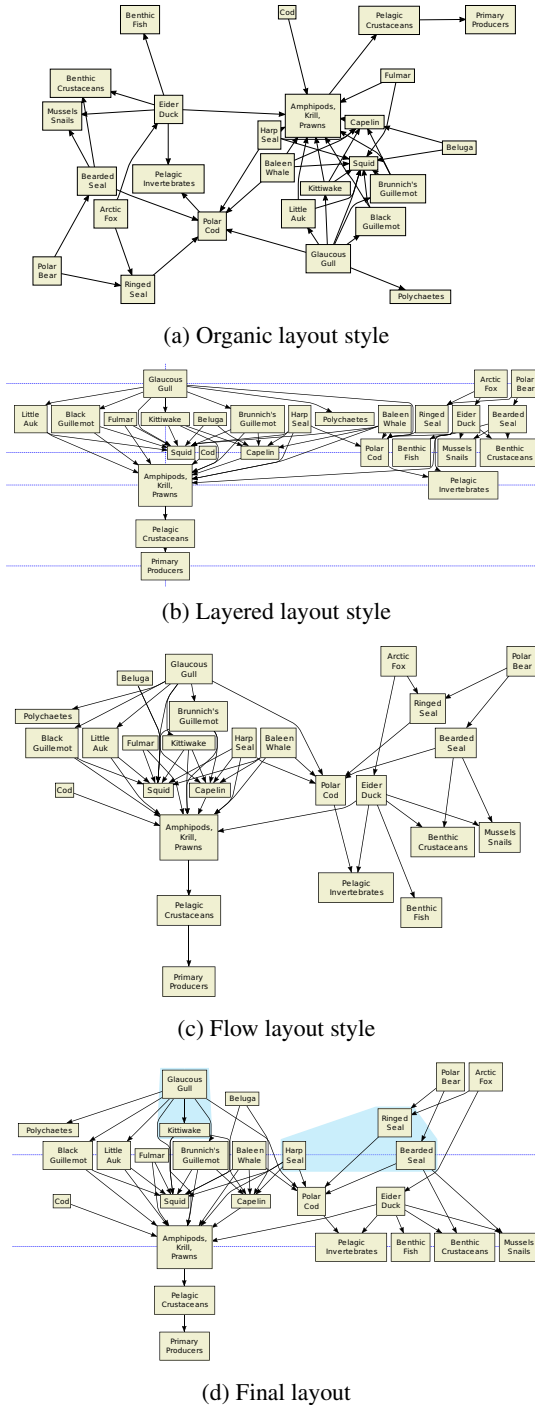 Benthic
Fish
Cod
Pelagic
Crustaceans
Primary
Producers
Benthic
Crustaceans
Fulmar
Mussels
Snails
Eider
Duck
Amphipods,
Krill,
Prawns
Capelin
Harp
Seal
Beluga
Baleen
Whale
Squid
Bearded
Seal
Pelagic
Invertebrates
Kittiwake
Brunnich's
Guillemot
Arctic
Fox
Polar
Cod
Little
Auk
Black
Guillemot
Polar
Bear
Glaucous
Gull
Ringed
Seal
Polychaetes
(a) Organic layout style
Glaucous
Gull
Arctic
Fox
Polar
Bear
Little
Auk
Black
Guillemot
Fulmar
Kittiwake
Beluga
Brunnich's
Guillemot
Harp
Seal
Polychaetes
Baleen
Whale
Ringed
Seal
Eider
Duck
Bearded
Seal
Squid
Cod
Capelin
Polar
Cod
Benthic
Fish
Mussels
Snails
Benthic
Crustaceans
Amphipods,
Krill,
Prawns
Pelagic
Invertebrates
Pelagic
Crustaceans
Primary
Producers
(b) Layered layout style
Glaucous
Gull
Arctic
Fox
Polar
Bear
Beluga
Polychaetes
Brunnich's
Guillemot
Ringed
Seal
Black
Guillemot
Little
Auk
Fulmar
Kittiwake
Harp
Seal
Baleen
Whale
Bearded
Seal
Cod
Squid
Capelin
Polar
Cod
Eider
Duck
Amphipods,
Krill,
Prawns
Benthic
Crustaceans
Mussels
Snails
Pelagic
Invertebrates
Pelagic
Crustaceans
Benthic
Fish
Primary
Producers
(c) Flow layout style
Glaucous
Gull
Polar
Bear
Arctic
Fox
Beluga
Polychaetes
Kittiwake
Ringed
Seal
Black
Guillemot
Little
Auk
Fulmar
Brunnich's
Guillemot
Baleen
Whale
Harp
Seal
Bearded
Seal
Cod
Squid
Capelin
Polar
Cod
Eider
Duck
Amphipods,
Krill,
Prawns
Pelagic
Invertebrates
Benthic
Fish
Benthic
Crustaceans
Mussels
Snails
Pelagic
Crustaceans
Primary
Producers
(d) Final layout